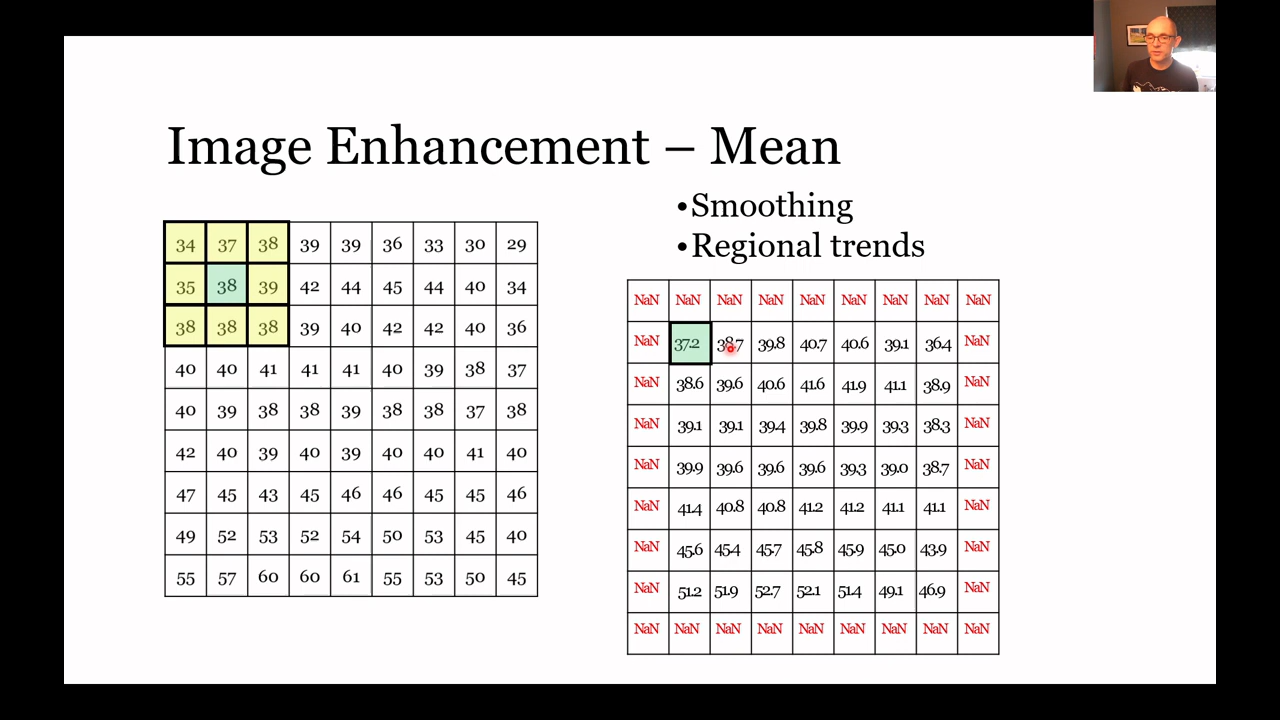 Image Enhancement – Mean
•Smoothing
•Regional trends
34 37 38 39 39 36 33 30 29
35 38 39 42 44 45 44 40 34
38 38 38 39 40 42 42 40 36
40 40 41 41 41 40 39 38 37
40 39 38 38 39 38 38 37 38
42 40 39 40 39 40 40 41 40
47 45 43 45 46 46 45 45 46
49 52 53 52 54 50 53 45 40
55 57 60 60 61 55 53 50 45
NaN NaN NaN NaN NaN NaN NaN NaN NaN
NaN 37.2 38.7 39.8 40.7 40.6 39.1 36.4 NaN
NaN 38.6 39.6 40.6 41.6 41.9 41.1 38.9 NaN
NaN 39.1 39.1 39.4 39.8 39.9 39.3 38.3 NaN
NaN 39.9 39.6 39.6 39.6 39.3 39.0 38.7 NaN
NaN 41.4 40.8 40.8 41.2 41.2 41.1 41.1 NaN
NaN 45.6 45.4 45.7 45.8 45.9 45.0 43.9 NaN
NaN 51.2 51.9 52.7 52.1 51.4 49.1 46.9 NaN
NaN NaN NaN NaN NaN NaN NaN NaN NaN